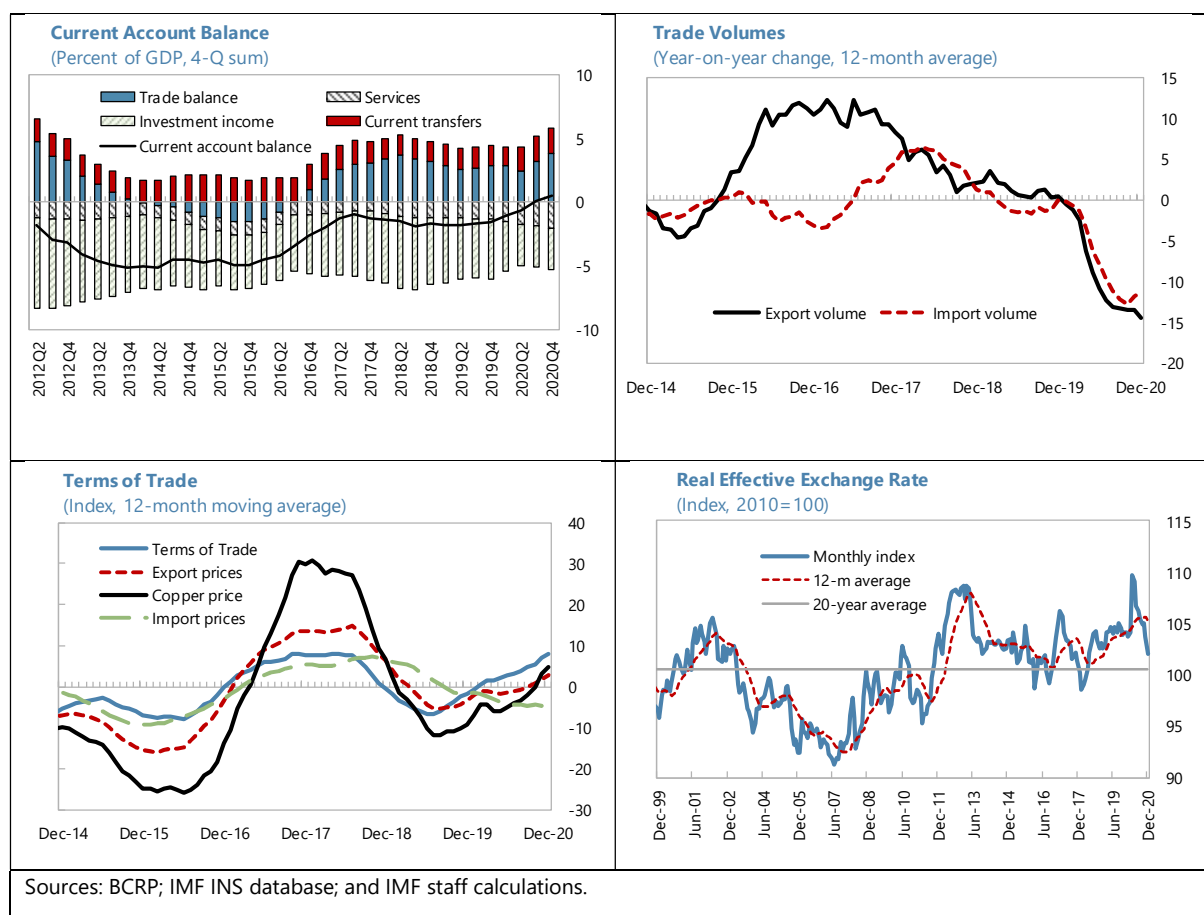 Current Account Balance
(Percent of GDP, 4-Q sum)
10
5
0
-5
-10
Trade balance
Services
Investment income
Current transfers
Current account balance
2012Q2
2012Q4
2013Q2
2013Q4
2014Q2
2014Q4
2015Q2
2015Q4
2016Q2
2016Q4
2017Q2
2017Q4
2018Q2
2018Q4
2019Q2
2019Q4
2020Q2
2020Q4
Trade Volumes
(Year-on-year change, 12-month average)
15
10
5
0
-5
-10
-15
-20
Export volume
Import volume
Dec-14
Dec-15
Dec-16
Dec-17
Dec-18
Dec-19
Dec-20
Terms of Trade
(Index, 12-month moving average)
40
30
20
10
0
-10
-20
-30
Terms of Trade
Export prices
Copper price
Import prices
Dec-14
Dec-15
Dec-16
Dec-17
Dec-18
Dec-19
Dec-20
Real Effective Exchange Rate
(Index, 2010=100)
115
110
105
100
95
90
Monthly index
12-m average
20-year average
Dec-99
Jun-01
Dec-02
Jun-04
Dec-05
Jun-07
Dec-08
Jun-10
Dec-11
Jun-13
Dec-14
Jun-16
Dec-17
Jun-19
Dec-20
Sources: BCRP; IMF INS database; and IMF staff calculations.